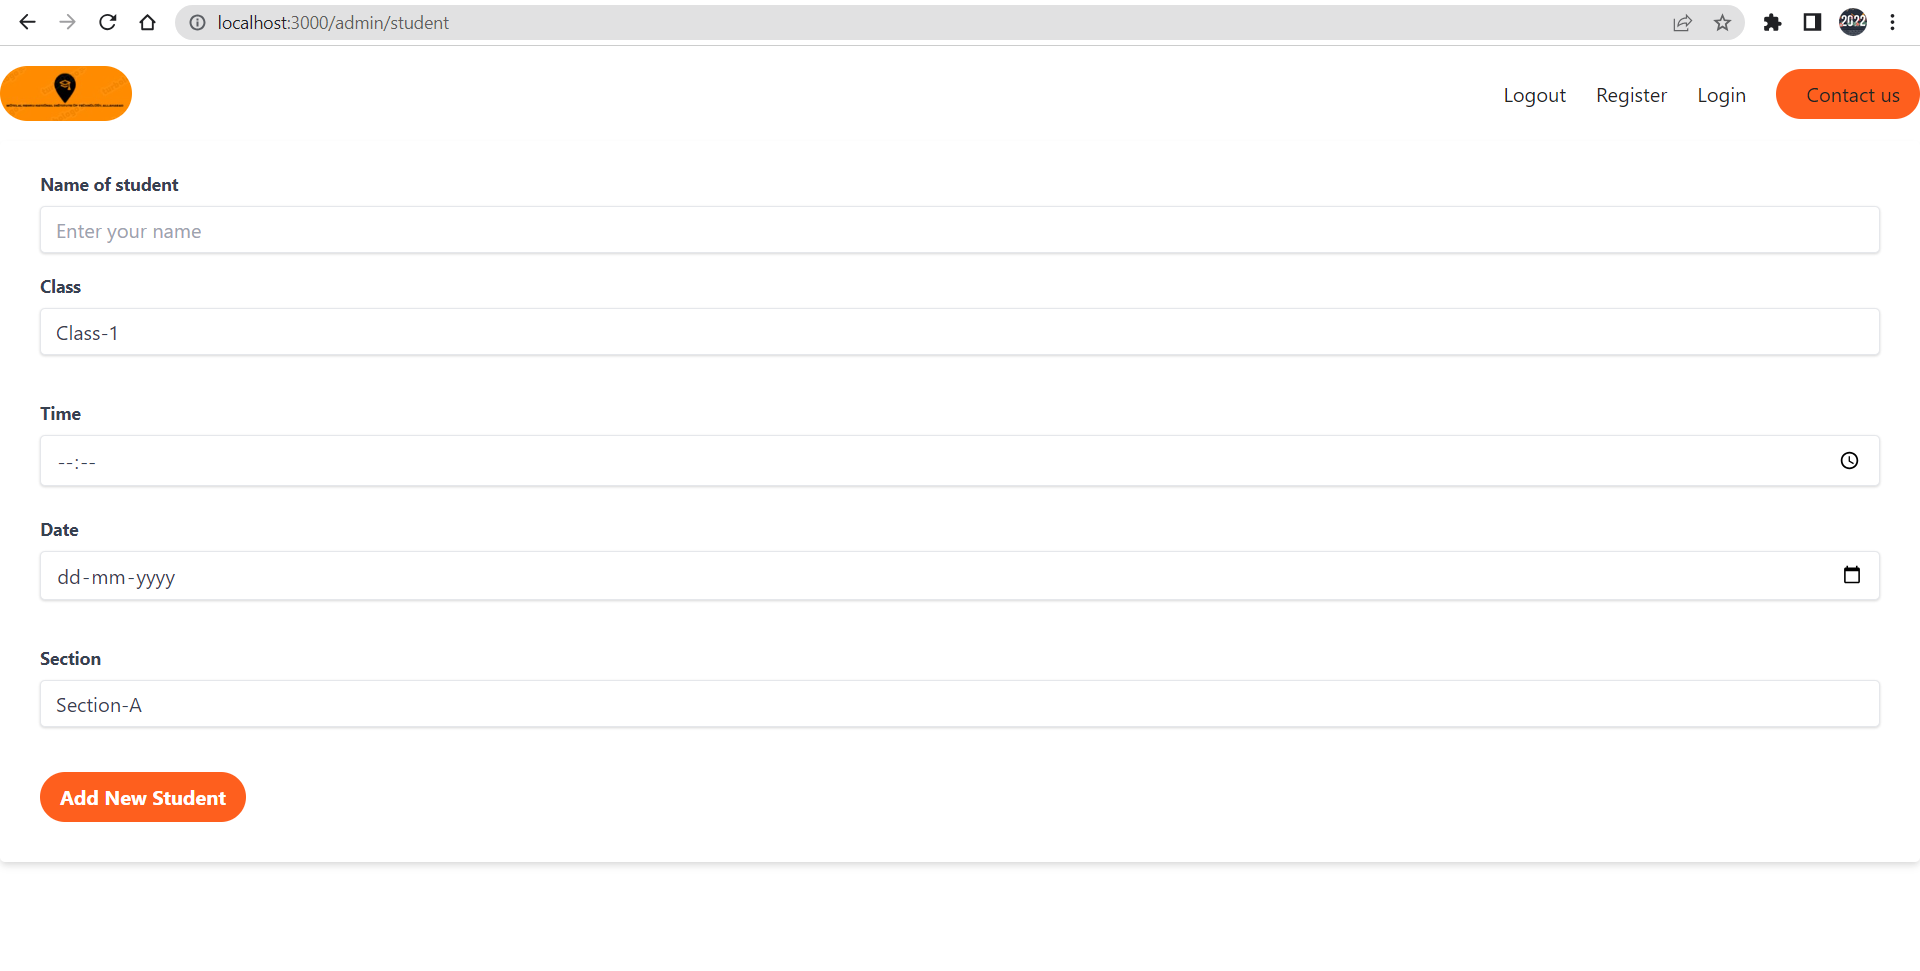 localhost:3000/admin/student
2022
Logout Register Login Contact us
Name of student
Enter your name
Class
Class-1
Time
--:--
Date
dd-mm-yyyy
Section
Section-A
Add New Student